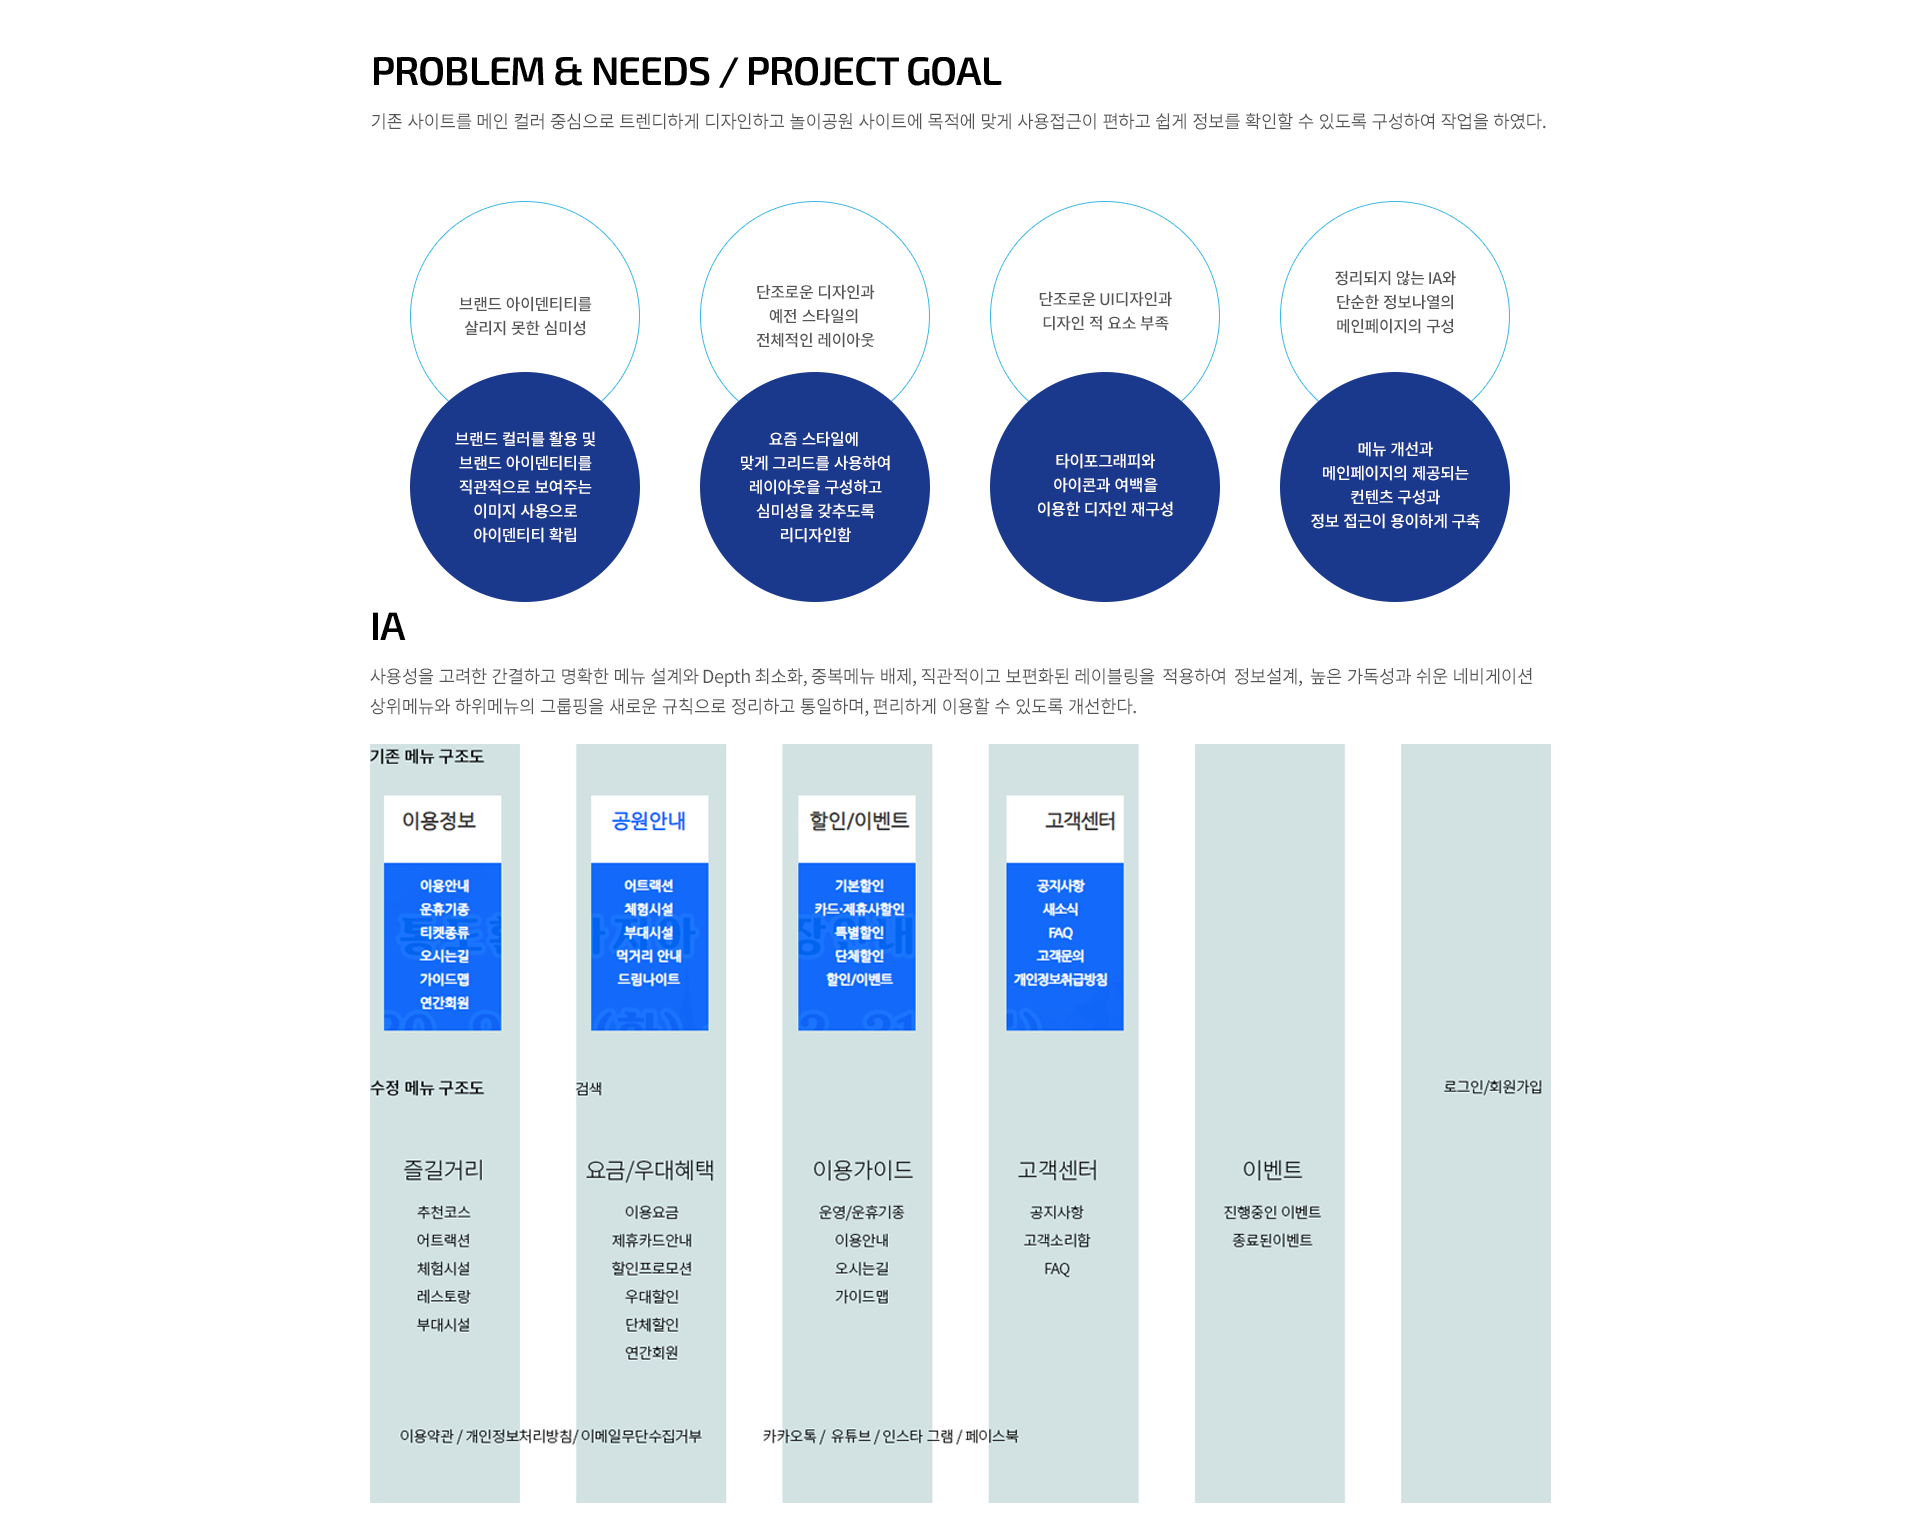 PROBLEM & NEEDS / PROJECT GOAL
기존 사이트를 메인 컬러 중심으로 트렌디하게 디자인하고 놀이공원 사이트에 목적에 맞게 사용접근이 편하고 쉽게 정보를 확인할 수 있도록 구성하여 작업을 하였다.
브랜드 아이덴티티를
살리지 못한 심미성
단조로운 디자인과
예전 스타일의
전체적인 레이아웃
단조로운 UI디자인과
디자인 적 요소 부족
정리되지 않는 IA와
단순한 정보나열의
메인페이지의 구성
브랜드 컬러를 활용 및
브랜드 아이덴티티를
직관적으로 보여주는
이미지 사용으로
아이덴티티 확립
요즘 스타일에
맞게 그리드를 사용하여
레이아웃을 구성하고
심미성을 갖추도록
리디자인함
타이포그래피와
아이콘과 여백을
이용한 디자인 재구성
메뉴 개선과
메인페이지의 제공되는
컨텐츠 구성과
정보 접근이 용이하게 구축
IA
사용성을 고려한 간결하고 명확한 메뉴 설계와 Depth 최소화, 중복메뉴 배제, 직관적이고 보편화된 레이블링을 적용하여 정보설계, 높은 가독성과 쉬운 네비게이션
상위메뉴와 하위메뉴의 그룹핑을 새로운 규칙으로 정리하고 통일하며, 편리하게 이용할 수 있도록 개선한다.
기존 메뉴 구조도
이용정보
이용안내
운휴기종
티켓종류
오시는길
가이드맵
연간회원
공원안내
어트랙션
체험시설
부대시설
먹거리 안내
드림나이트
할인/이벤트
기본할인
카드·제휴사할인
특별할인
단체할인
할인/이벤트
고객센터
공지사항
새소식
FAQ
고객문의
개인정보취급방침
수정 메뉴 구조도
검색
로그인/회원가입
즐길거리
추천코스
어트랙션
체험시설
레스토랑
부대시설
요금/우대혜택
이용요금
제휴카드안내
할인프로모션
우대할인
단체할인
연간회원
이용가이드
운영/운휴기종
이용안내
오시는길
가이드맵
고객센터
공지사항
고객소리함
FAQ
이벤트
진행중인 이벤트
종료된이벤트
이용약관 / 개인정보처리방침/ 이메일무단수집거부
카카오톡 / 유튜브 / 인스타 그램 / 페이스북